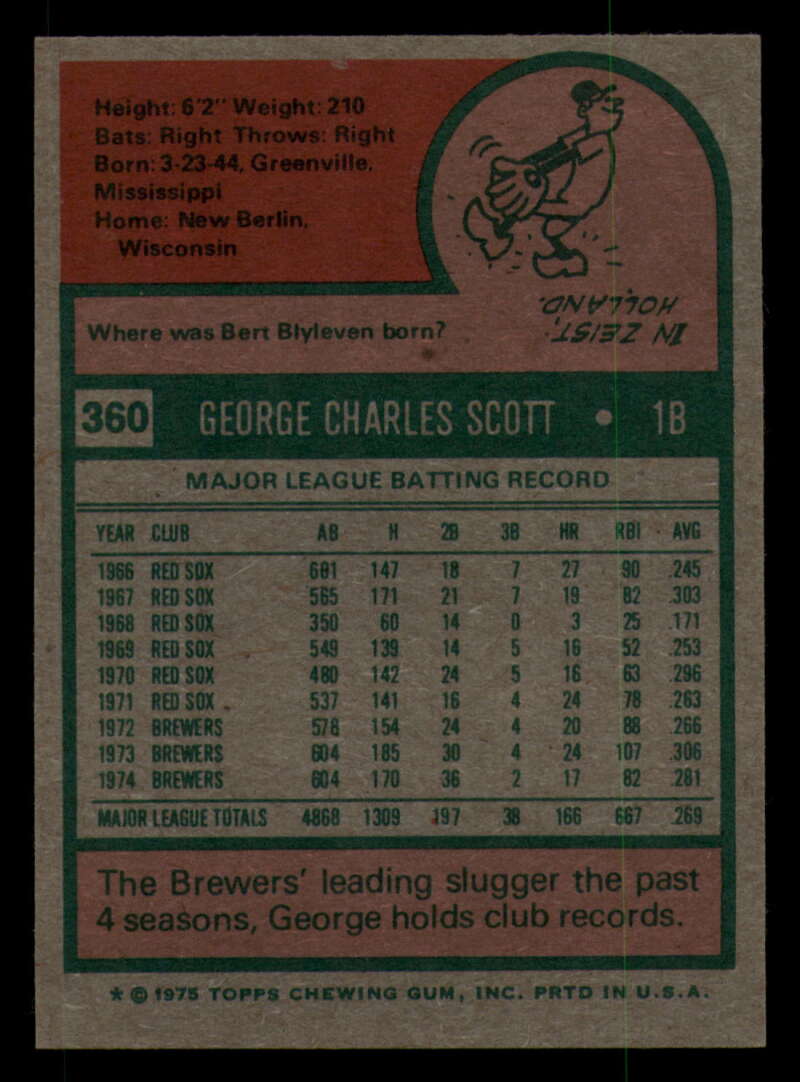 Height: 6'2" Weight: 210
Bats: Right Throws: Right
Born: 3-23-44, Greenville,
Mississippi
Home: New Berlin,
Wisconsin
Where was Bert Blyleven born?
IN ZEIST,
HOLLAND.
360 GEORGE CHARLES SCOTT • 1B
MAJOR LEAGUE BATTING RECORD
YEAR CLUB AB H 2B 3B HR RBI AVG
1966 RED SOX 601 147 18 7 27 90 .245
1967 RED SOX 565 171 21 7 19 82 .303
1968 RED SOX 350 60 14 0 3 25 .171
1969 RED SOX 549 139 14 5 16 52 .253
1970 RED SOX 480 142 24 5 16 63 .296
1971 RED SOX 537 141 16 4 24 78 .263
1972 BREWERS 578 154 24 4 20 88 .266
1973 BREWERS 604 185 30 4 24 107 .306
1974 BREWERS 604 170 36 2 17 82 .281
MAJOR LEAGUE TOTALS 4868 1309 197 38 166 667 .269
The Brewers' leading slugger the past
4 seasons, George holds club records.
* © 1975 TOPPS CHEWING GUM, INC. PRTD IN U.S.A.